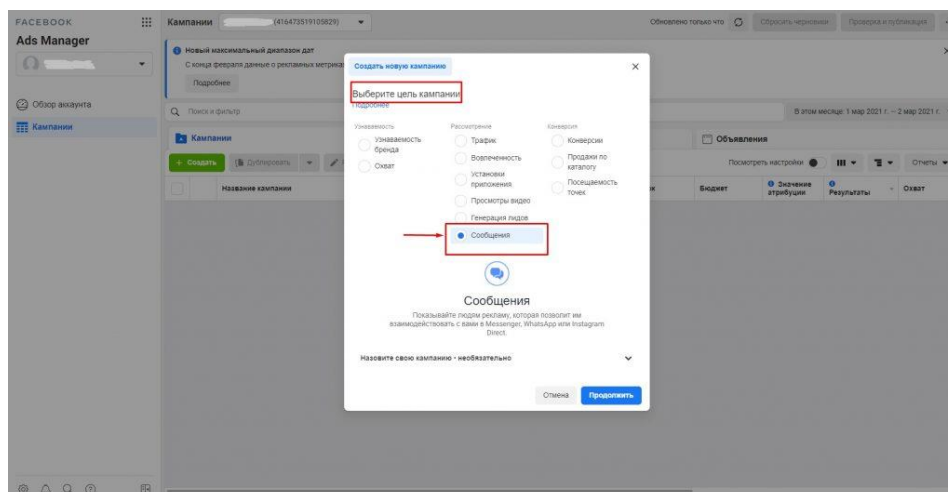 FACEBOOK
Ads Manager
Обзор аккаунта
Кампании
Кампании
(416473519105829)
Обновлено только что
Сбросить черновики
Проверка и публикация
Новый максимальный диапазон дат
С конца февраля данные о рекламных метриках
Подробнее
Поиск и фильтр
В этом месяце: 1 мар 2021 г. – 2 мар 2021 г.
Кампании
Объявления
+ Создать
Дублировать
Посмотреть настройки
Отчеты
Название кампании
Бюджет
Значение атрибуции
Результаты
Охват
Создать новую кампанию
Выберите цель кампании
Подробнее
Узнаваемость
Узнаваемость
бренда
Охват
Рассмотрение
Трафик
Вовлеченность
Установки
приложения
Просмотры видео
Генерация лидов
Сообщения
Конверсия
Конверсии
Продажи по
каталогу
Посещаемость
точек
Сообщения
Показывайте людям рекламу, которая позволит им
взаимодействовать с вами в Messenger, WhatsApp или Instagram
Direct.
Назовите свою кампанию • необязательно
Отмена
Продолжить